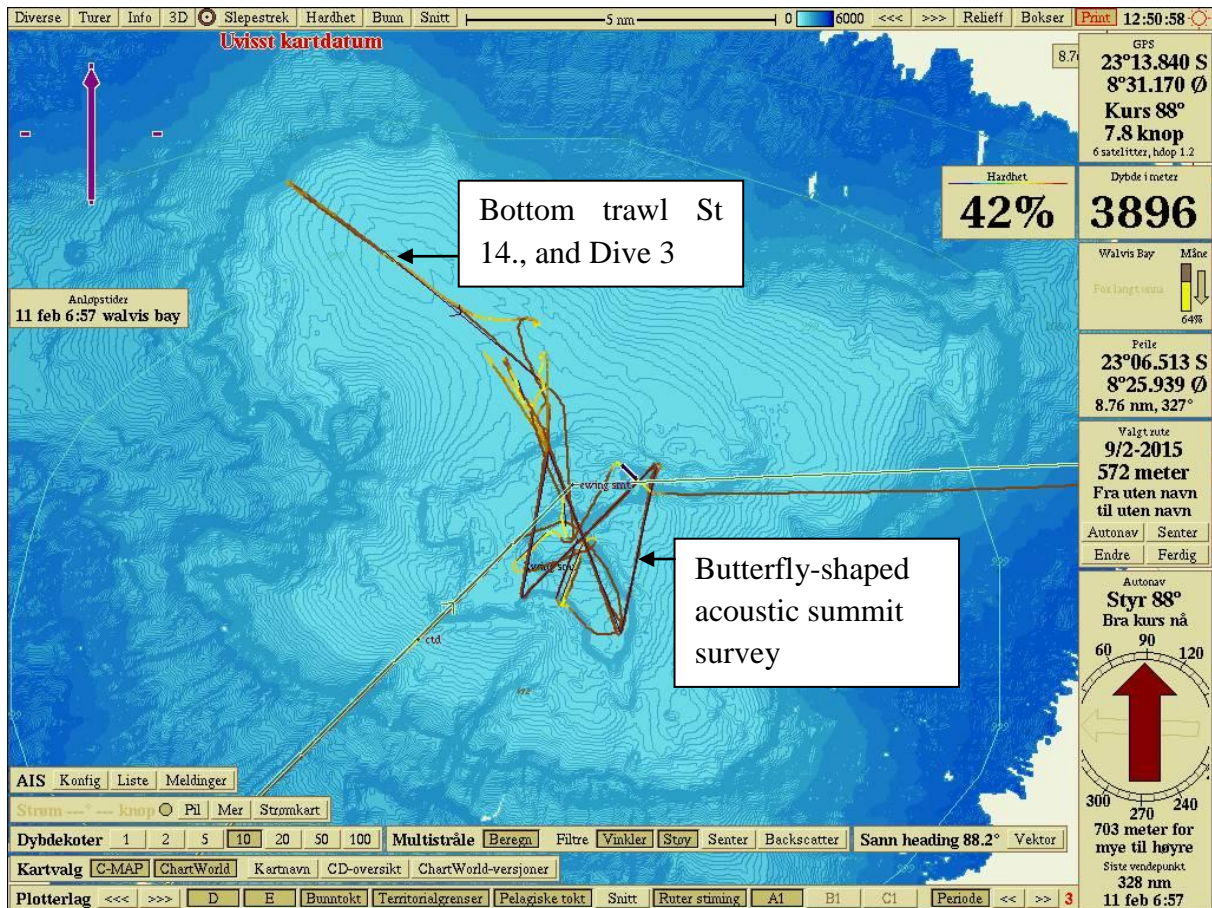 Diverse Turer Info 3D Slepestrek Hardhet Bunn Snitt 5 nm 0 6000 <<< >>> Relieff Bokser Print 12:50:58
Uvisst kartdatum
GPS
23°13.840 S
8°31.170 Ø
Kurs 88°
7.8 knop
6 satelitter, hdop 1.2
Hardhet
42%
Dybde i meter
3896
Bottom trawl St
14., and Dive 3
Walvis Bay Måne
For langt unna
64%
Anløpstider
11 feb 6:57 walvis bay
Peile
23°06.513 S
8°25.939 Ø
8.76 nm, 327°
Valgt rute
9/2-2015
572 meter
Fra uten navn
til uten navn
Autonav Senter
Endre Ferdig
ewing smt
ctd
Butterfly-shaped
acoustic summit
survey
Autonav
Styr 88°
Bra kurs nå
60 90 120
300 270 240
703 meter for
mye til høyre
Siste vendepunkt
328 nm
11 feb 6:57
AIS Konfig Liste Meldinger
Strøm ---° --- knop Pil Mer Strømkart
Dybdekoter 1 2 5 10 20 50 100 Multistråle Beregn Filtre Vinkler Støy Senter Backscatter Sann heading 88.2° Vektor
Kartvalg C-MAP ChartWorld Kartnavn CD-oversikt ChartWorld-versjoner
Plotterlag <<< >>> D E Bunntokt Territorialgrenser Pelagiske tokt Snitt Ruter stiming A1 B1 C1 Periode << >> 3